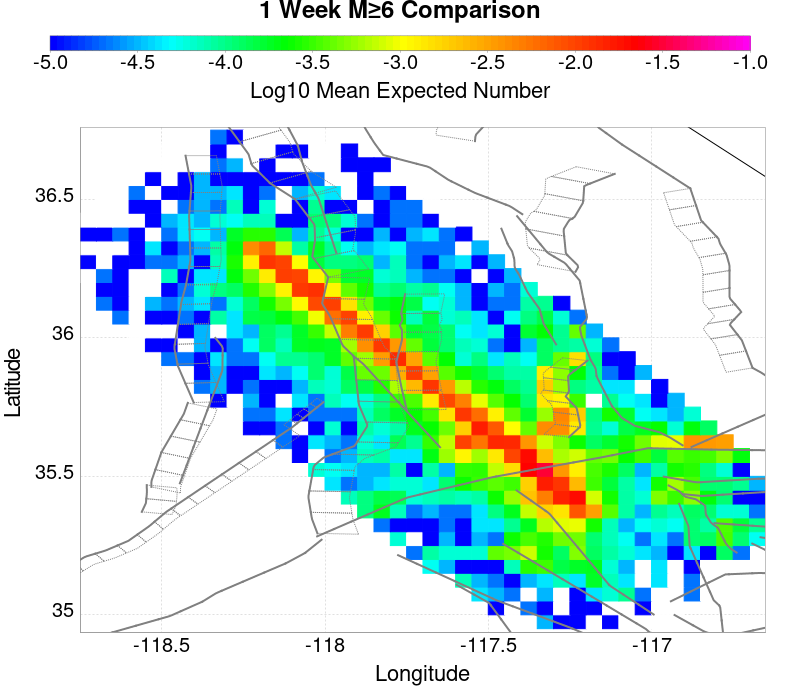 1 Week M≥6 Comparison
-5.0 -4.5 -4.0 -3.5 -3.0 -2.5 -2.0 -1.5 -1.0
Log10 Mean Expected Number
36.5
36
35.5
35
Latitude
-118.5 -118 -117.5 -117
Longitude